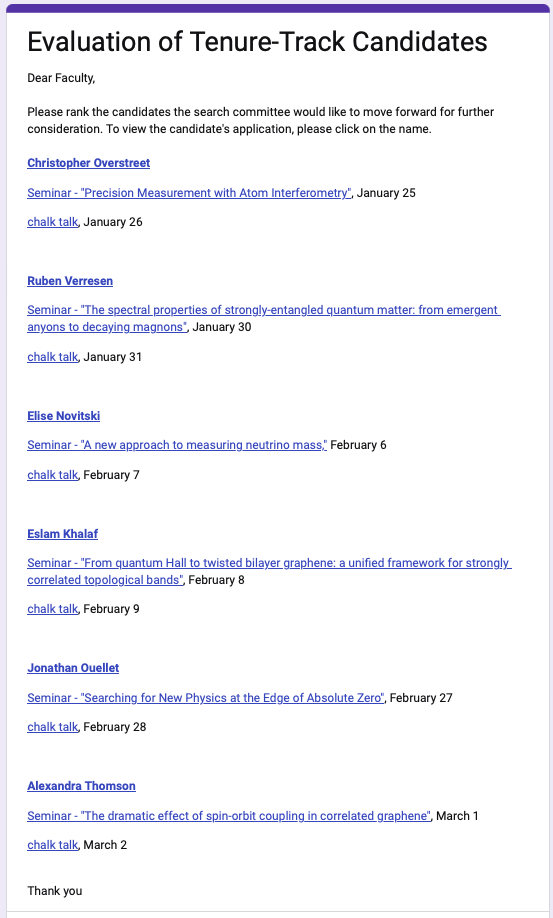 Evaluation of Tenure-Track Candidates
Dear Faculty,
Please rank the candidates the search committee would like to move forward for further
consideration. To view the candidate's application, please click on the name.
Christopher Overstreet
Seminar - "Precision Measurement with Atom Interferometry", January 25
chalk talk, January 26
Ruben Verresen
Seminar - "The spectral properties of strongly-entangled quantum matter: from emergent
anyons to decaying magnons", January 30
chalk talk, January 31
Elise Novitski
Seminar - "A new approach to measuring neutrino mass," February 6
chalk talk, February 7
Eslam Khalaf
Seminar - "From quantum Hall to twisted bilayer graphene: a unified framework for strongly
correlated topological bands", February 8
chalk talk, February 9
Jonathan Ouellet
Seminar - "Searching for New Physics at the Edge of Absolute Zero", February 27
chalk talk, February 28
Alexandra Thomson
Seminar - "The dramatic effect of spin-orbit coupling in correlated graphene", March 1
chalk talk, March 2
Thank you